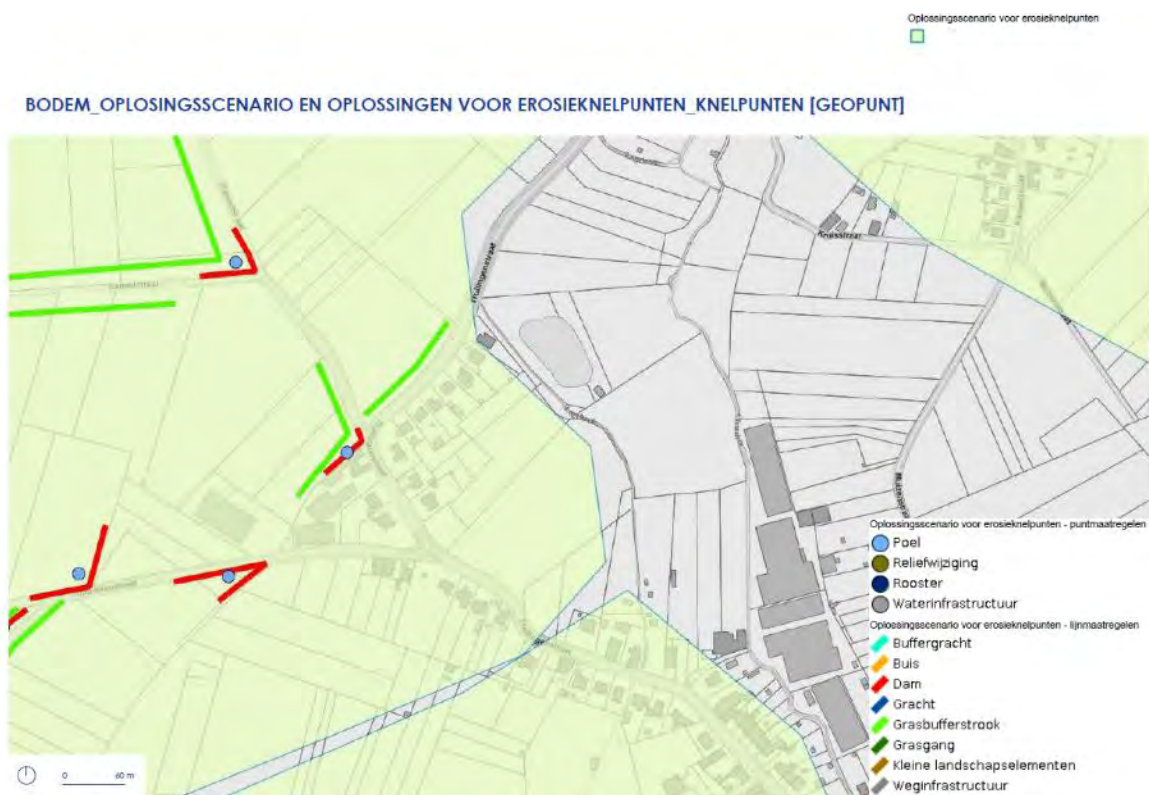 Oplossingsscenario voor erosieknelpunten
BODEM_OPLOSINGSSCENARIO EN OPLOSSINGEN VOOR EROSIEKNELPUNTEN_KNELPUNTEN [GEOPUNT]
Oplossingsscenario voor erosieknelpunten - puntmaatregelen
Poel
Reliefwijziging
Rooster
Waterinfrastructuur
Oplossingsscenario voor erosieknelpunten - lijnmaatregelen
Buffergracht
Buis
Dam
Gracht
Grasbufferstrook
Grasgang
Kleine landschapselementen
Weginfrastructuur
0 60 m